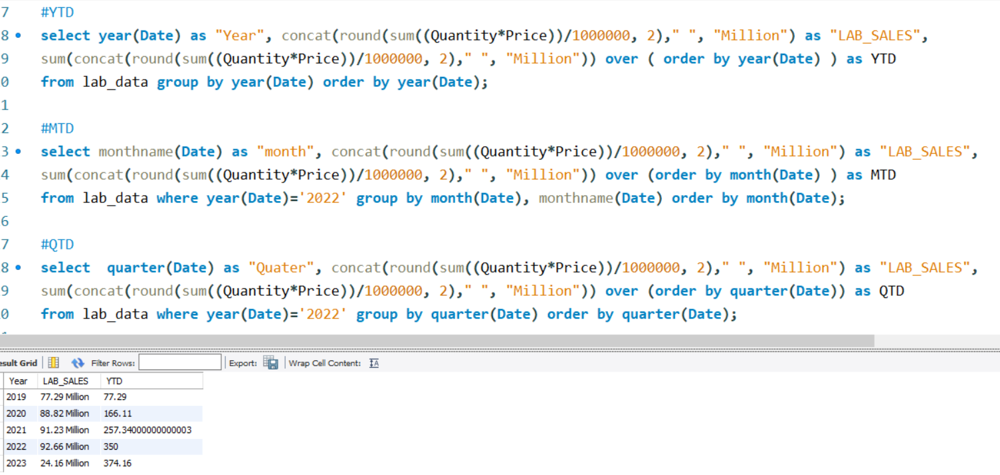 7 #YTD
8 select year(Date) as "Year", concat(round(sum((Quantity*Price))/1000000, 2)," ", "Million") as "LAB_SALES",
9 sum(concat(round(sum((Quantity*Price))/1000000, 2)," ", "Million")) over ( order by year(Date) ) as YTD
0 from lab_data group by year(Date) order by year(Date);
1
2 #MTD
3 select monthname(Date) as "month", concat(round(sum((Quantity*Price))/1000000, 2)," ", "Million") as "LAB_SALES",
4 sum(concat(round(sum((Quantity*Price))/1000000, 2)," ", "Million")) over (order by month(Date) ) as MTD
5 from lab_data where year(Date)='2022' group by month(Date), monthname(Date) order by month(Date);
6
7 #QTD
8 select  quarter(Date) as "Quater", concat(round(sum((Quantity*Price))/1000000, 2)," ", "Million") as "LAB_SALES",
9 sum(concat(round(sum((Quantity*Price))/1000000, 2)," ", "Million")) over (order by quarter(Date)) as QTD
0 from lab_data where year(Date)='2022' group by quarter(Date) order by quarter(Date);
esult Grid Filter Rows: Export: Wrap Cell Content:
Year LAB_SALES YTD
2019 77.29 Million 77.29
2020 88.82 Million 166.11
2021 91.23 Million 257.34000000000003
2022 92.66 Million 350
2023 24.16 Million 374.16